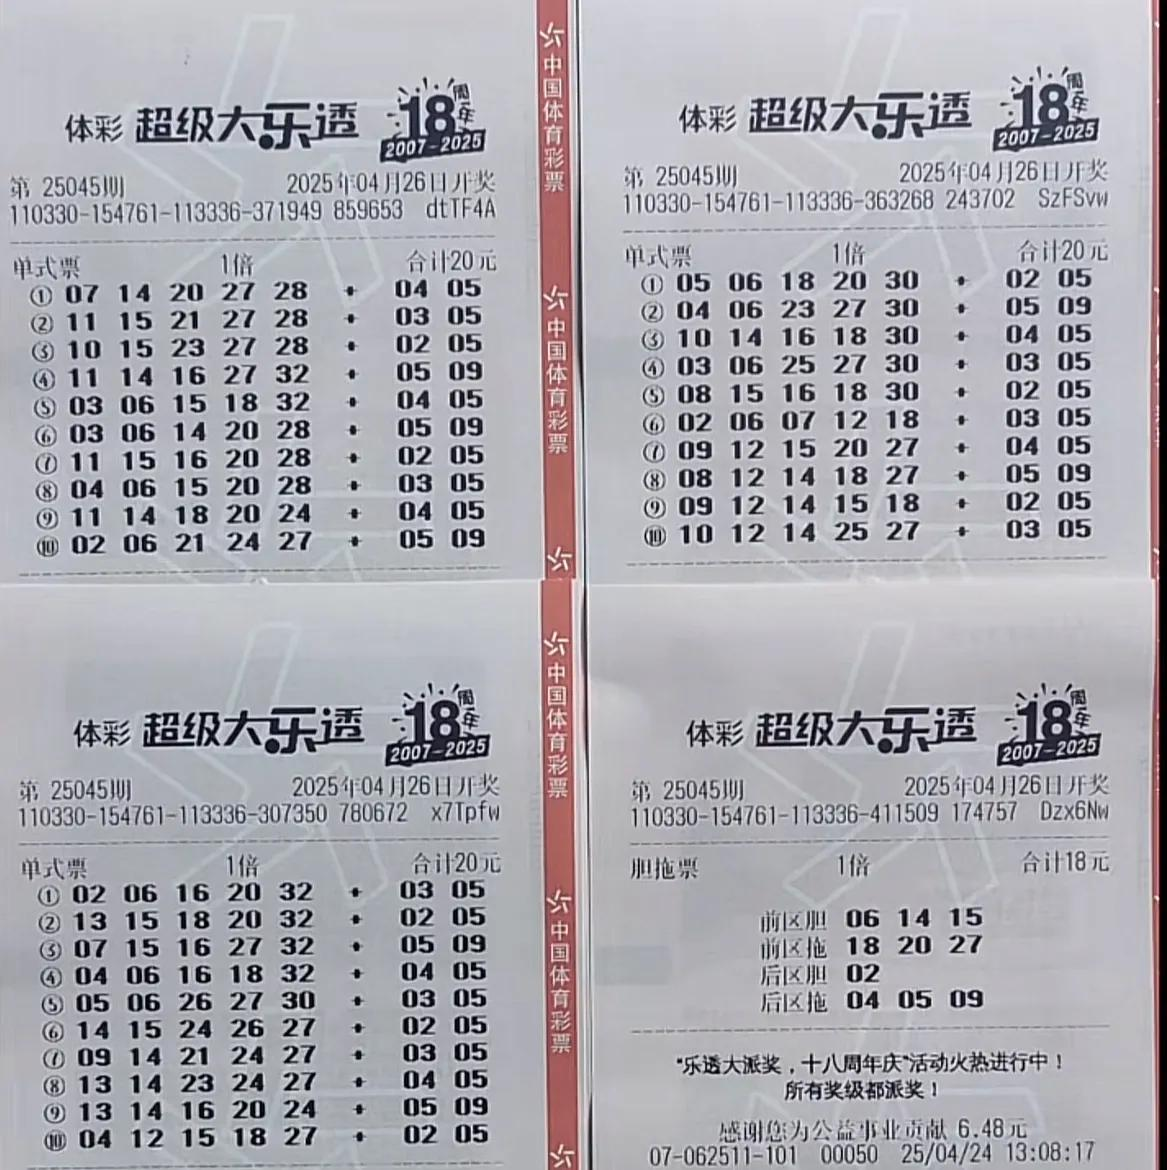 体彩 超级大乐透 18周年 2007-2025
第 25045期 2025年04月26日开奖
110330-154761-113336-371949 859653 dtTF4A
单式票 1倍 合计20元
① 07 14 20 27 28 + 04 05
② 11 15 21 27 28 + 03 05
③ 10 15 23 27 28 + 02 05
④ 11 14 16 27 32 + 05 09
⑤ 03 06 15 18 32 + 04 05
⑥ 03 06 14 20 28 + 05 09
⑦ 11 15 16 20 28 + 02 05
⑧ 04 06 15 20 28 + 03 05
⑨ 11 14 18 20 24 + 04 05
⑩ 02 06 21 24 27 + 05 09
中国体育彩票
中国体育彩票
体彩 超级大乐透 18周年 2007-2025
第 25045期 2025年04月26日开奖
110330-154761-113336-363268 243702 SzFSvw
单式票 1倍 合计20元
① 05 06 18 20 30 + 02 05
② 04 06 23 27 30 + 05 09
③ 10 14 16 18 30 + 04 05
④ 03 06 25 27 30 + 03 05
⑤ 08 15 16 18 30 + 02 05
⑥ 02 06 07 12 18 + 03 05
⑦ 09 12 15 20 27 + 04 05
⑧ 08 12 14 18 27 + 05 09
⑨ 09 12 14 15 18 + 02 05
⑩ 10 12 14 25 27 + 03 05
体彩 超级大乐透 18周年 2007-2025
第 25045期 2025年04月26日开奖
110330-154761-113336-307350 780672 x7Tpfw
单式票 1倍 合计20元
① 02 06 16 20 32 + 03 05
② 13 15 18 20 32 + 02 05
③ 07 15 16 27 32 + 05 09
④ 04 06 16 18 32 + 04 05
⑤ 05 06 26 27 30 + 03 05
⑥ 14 15 24 26 27 + 02 05
⑦ 09 14 21 24 27 + 03 05
⑧ 13 14 23 24 27 + 04 05
⑨ 13 14 16 20 24 + 05 09
⑩ 04 12 15 18 27 + 02 05
中国体育彩票
中国体育彩票
体彩 超级大乐透 18周年 2007-2025
第 25045期 2025年04月26日开奖
110330-154761-113336-411509 174757 Dzx6Nw
胆拖票 1倍 合计18元
前区胆 06 14 15
前区拖 18 20 27
后区胆 02
后区拖 04 05 09
“乐透大派奖，十八周年庆”活动火热进行中！
所有奖级都派奖！
感谢您为公益事业贡献 6.48元
07-062511-101 00050 25/04/24 13:08:17